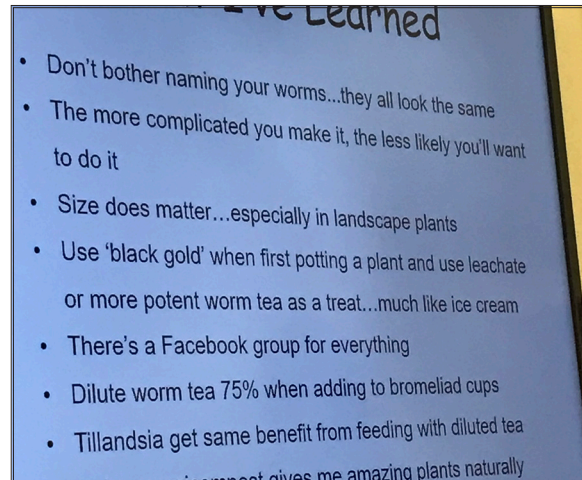 I've Learned
• Don't bother naming your worms...they all look the same
• The more complicated you make it, the less likely you'll want
to do it
• Size does matter...especially in landscape plants
• Use 'black gold' when first potting a plant and use leachate
or more potent worm tea as a treat...much like ice cream
• There's a Facebook group for everything
• Dilute worm tea 75% when adding to bromeliad cups
• Tillandsia get same benefit from feeding with diluted tea
gives me amazing plants naturally